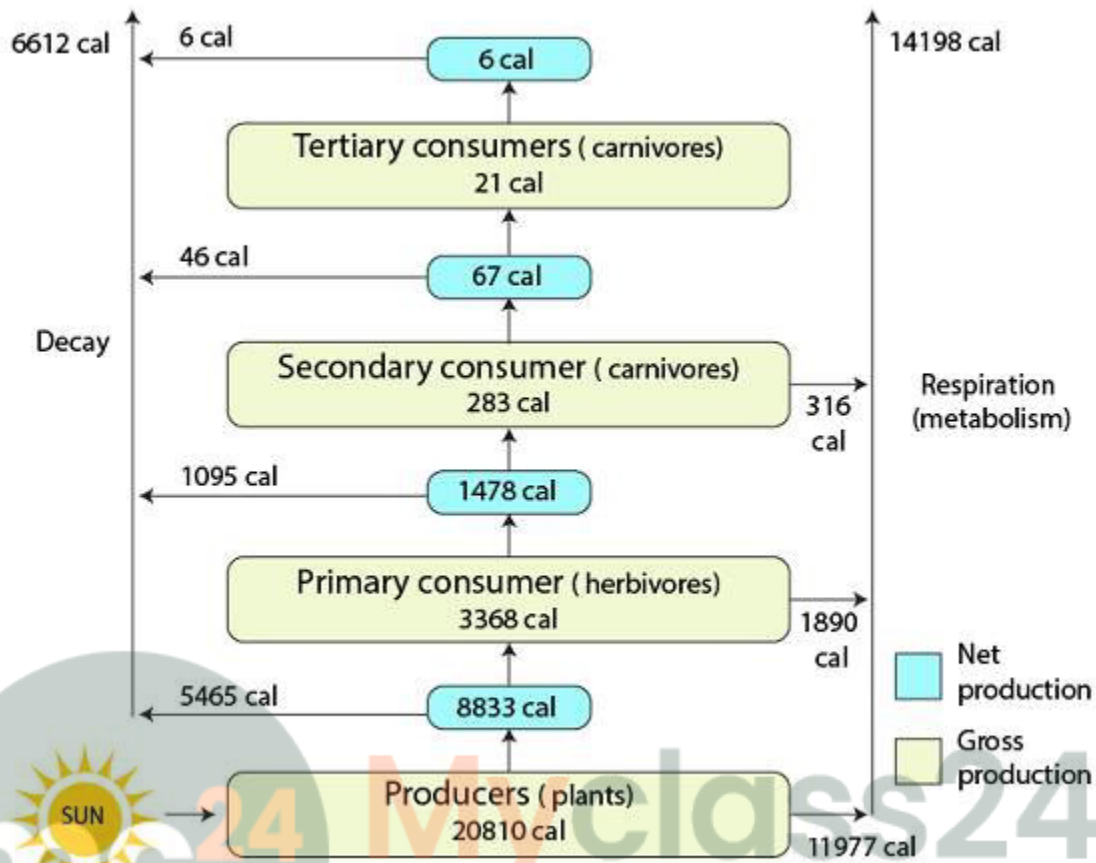 6612 cal
6 cal
6 cal
14198 cal
Tertiary consumers ( carnivores)
21 cal
46 cal
67 cal
Decay
Secondary consumer ( carnivores)
283 cal
316
cal
Respiration
(metabolism)
1095 cal
1478 cal
Primary consumer ( herbivores)
3368 cal
1890
cal
Net
production
5465 cal
8833 cal
Gross
production
SUN
Producers ( plants)
20810 cal
11977 cal
24 Myclass24